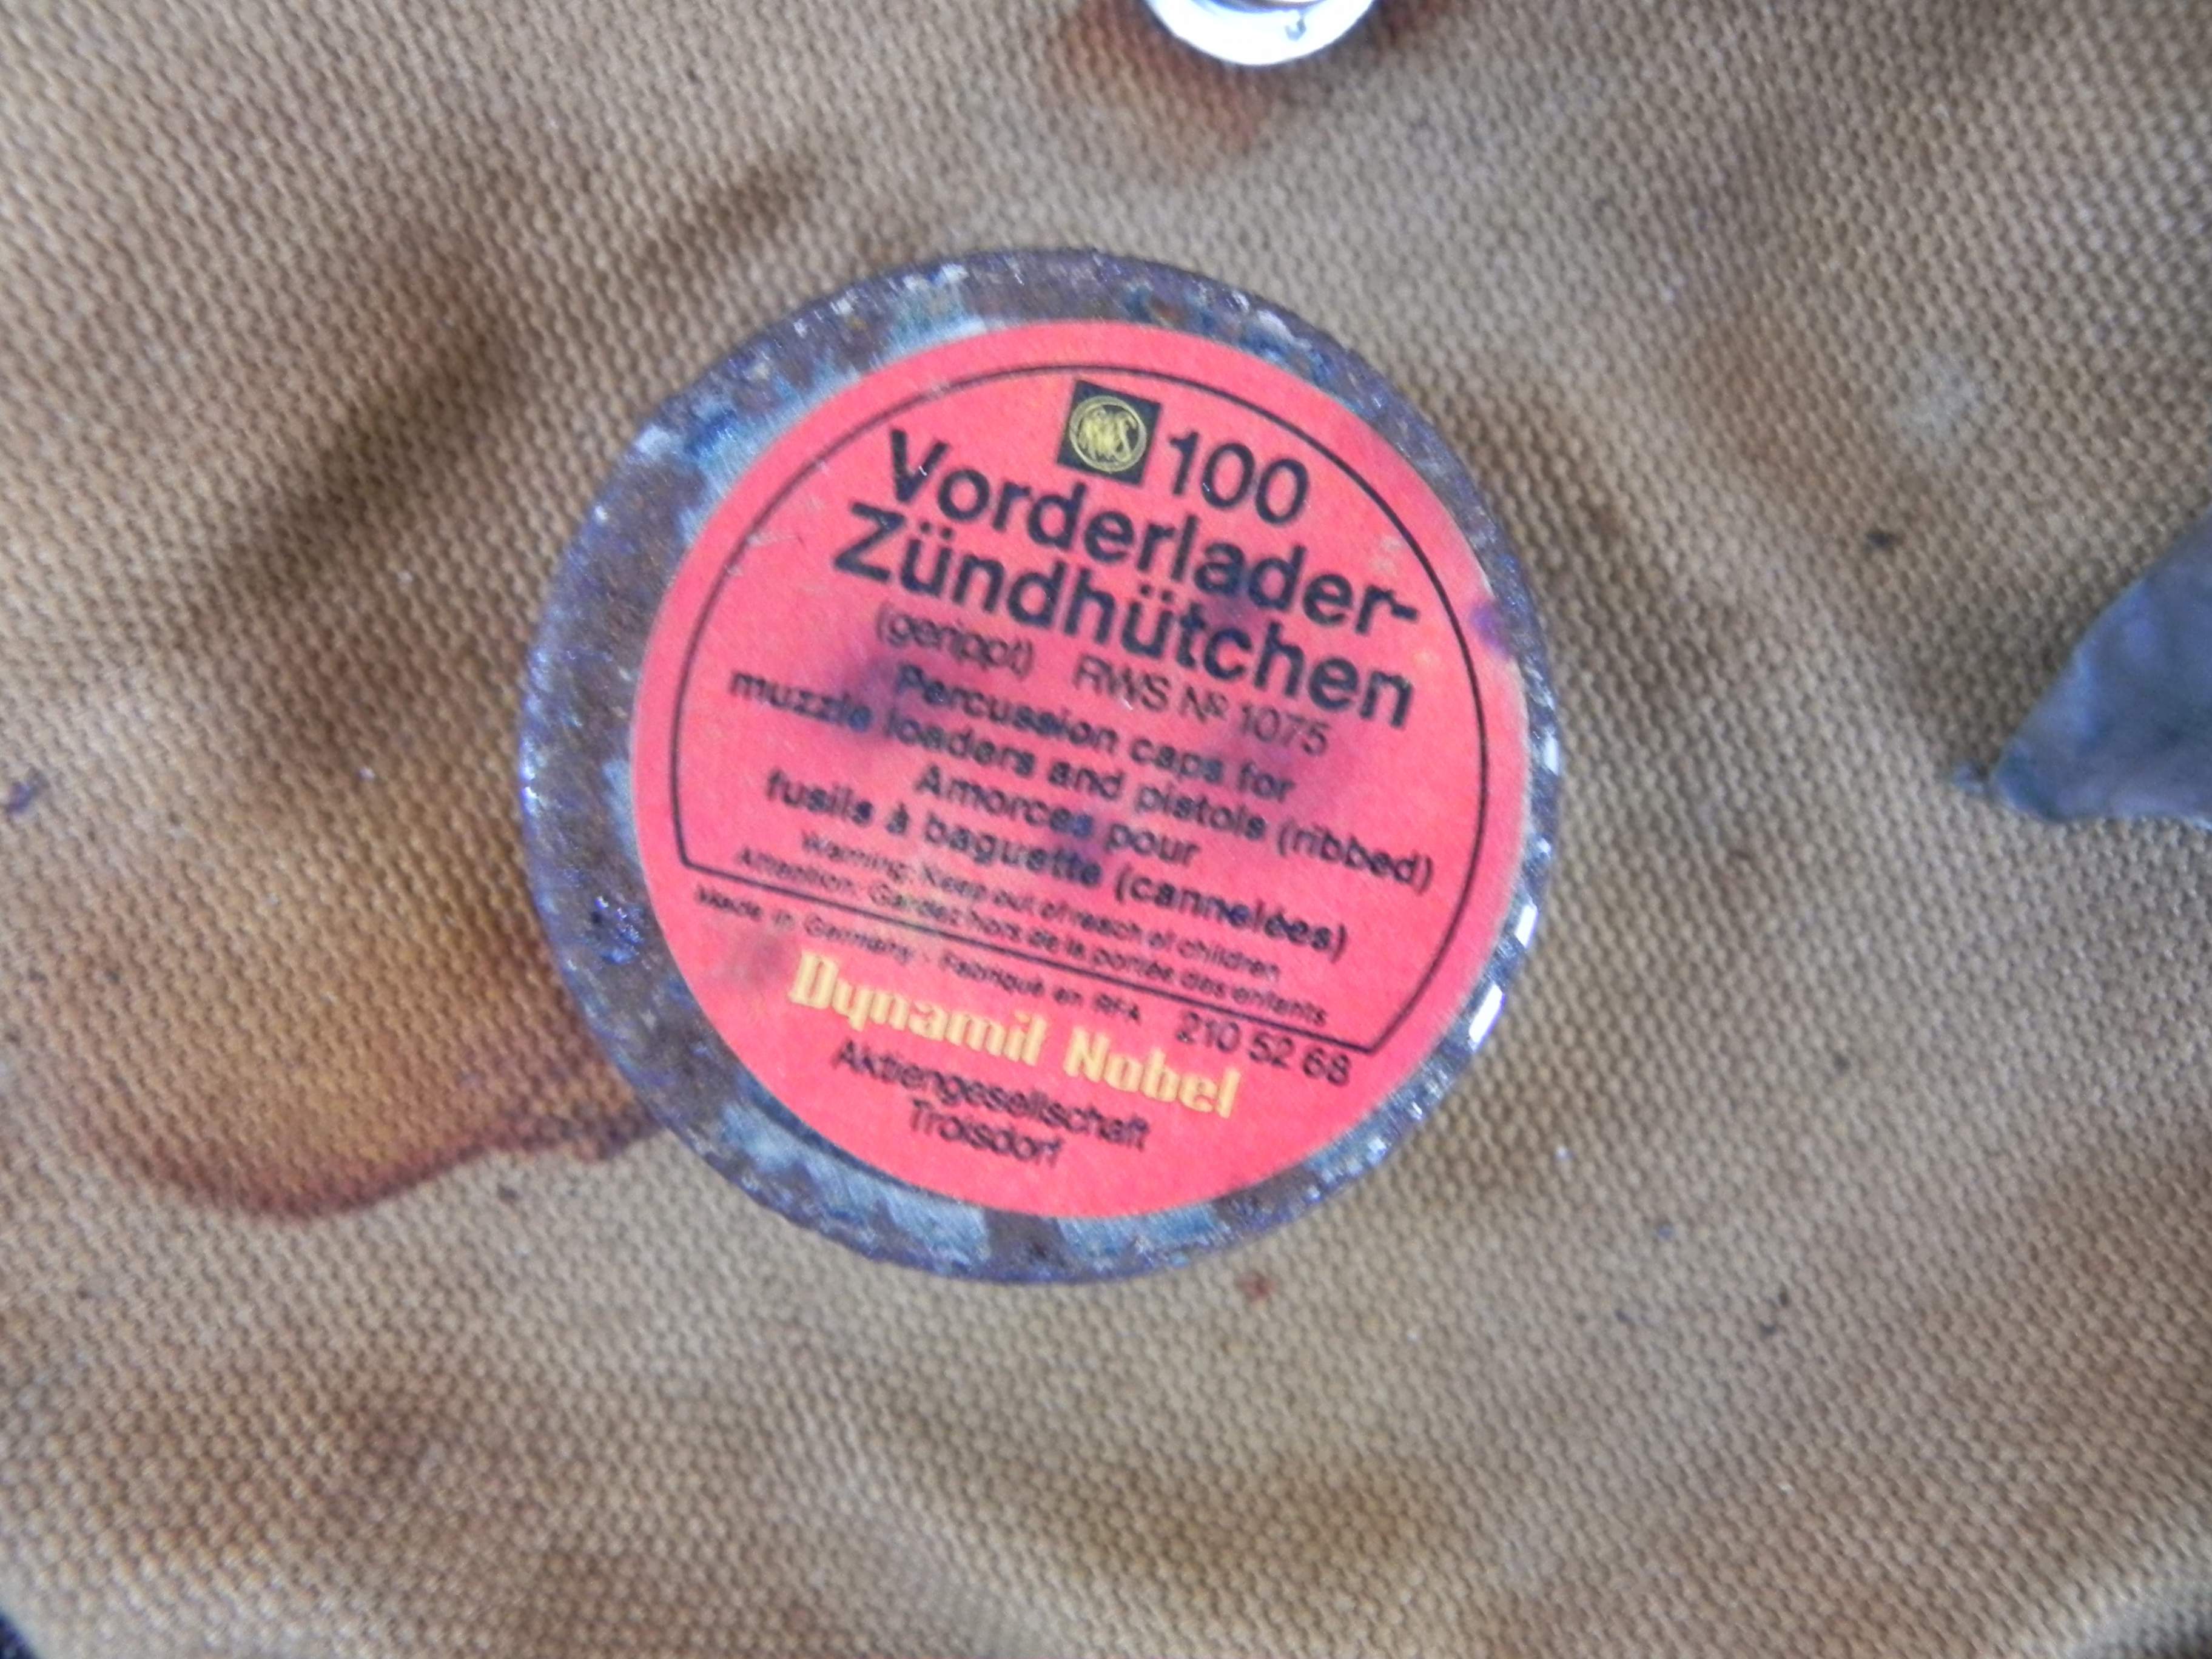 RWS 100
Vorderlader-
Zündhütchen
(gerippt) RWS Nº 1075
Percussion caps for
muzzle loaders and pistols (ribbed)
Amorces pour
fusils à baguette (cannelées)
Warning: Keep out of reach of children
Attention: Gardez hors de la portée des enfants
Made in Germany - Fabriqué en RFA 210 52 68
Dynamit Nobel
Aktiengesellschaft
Troisdorf